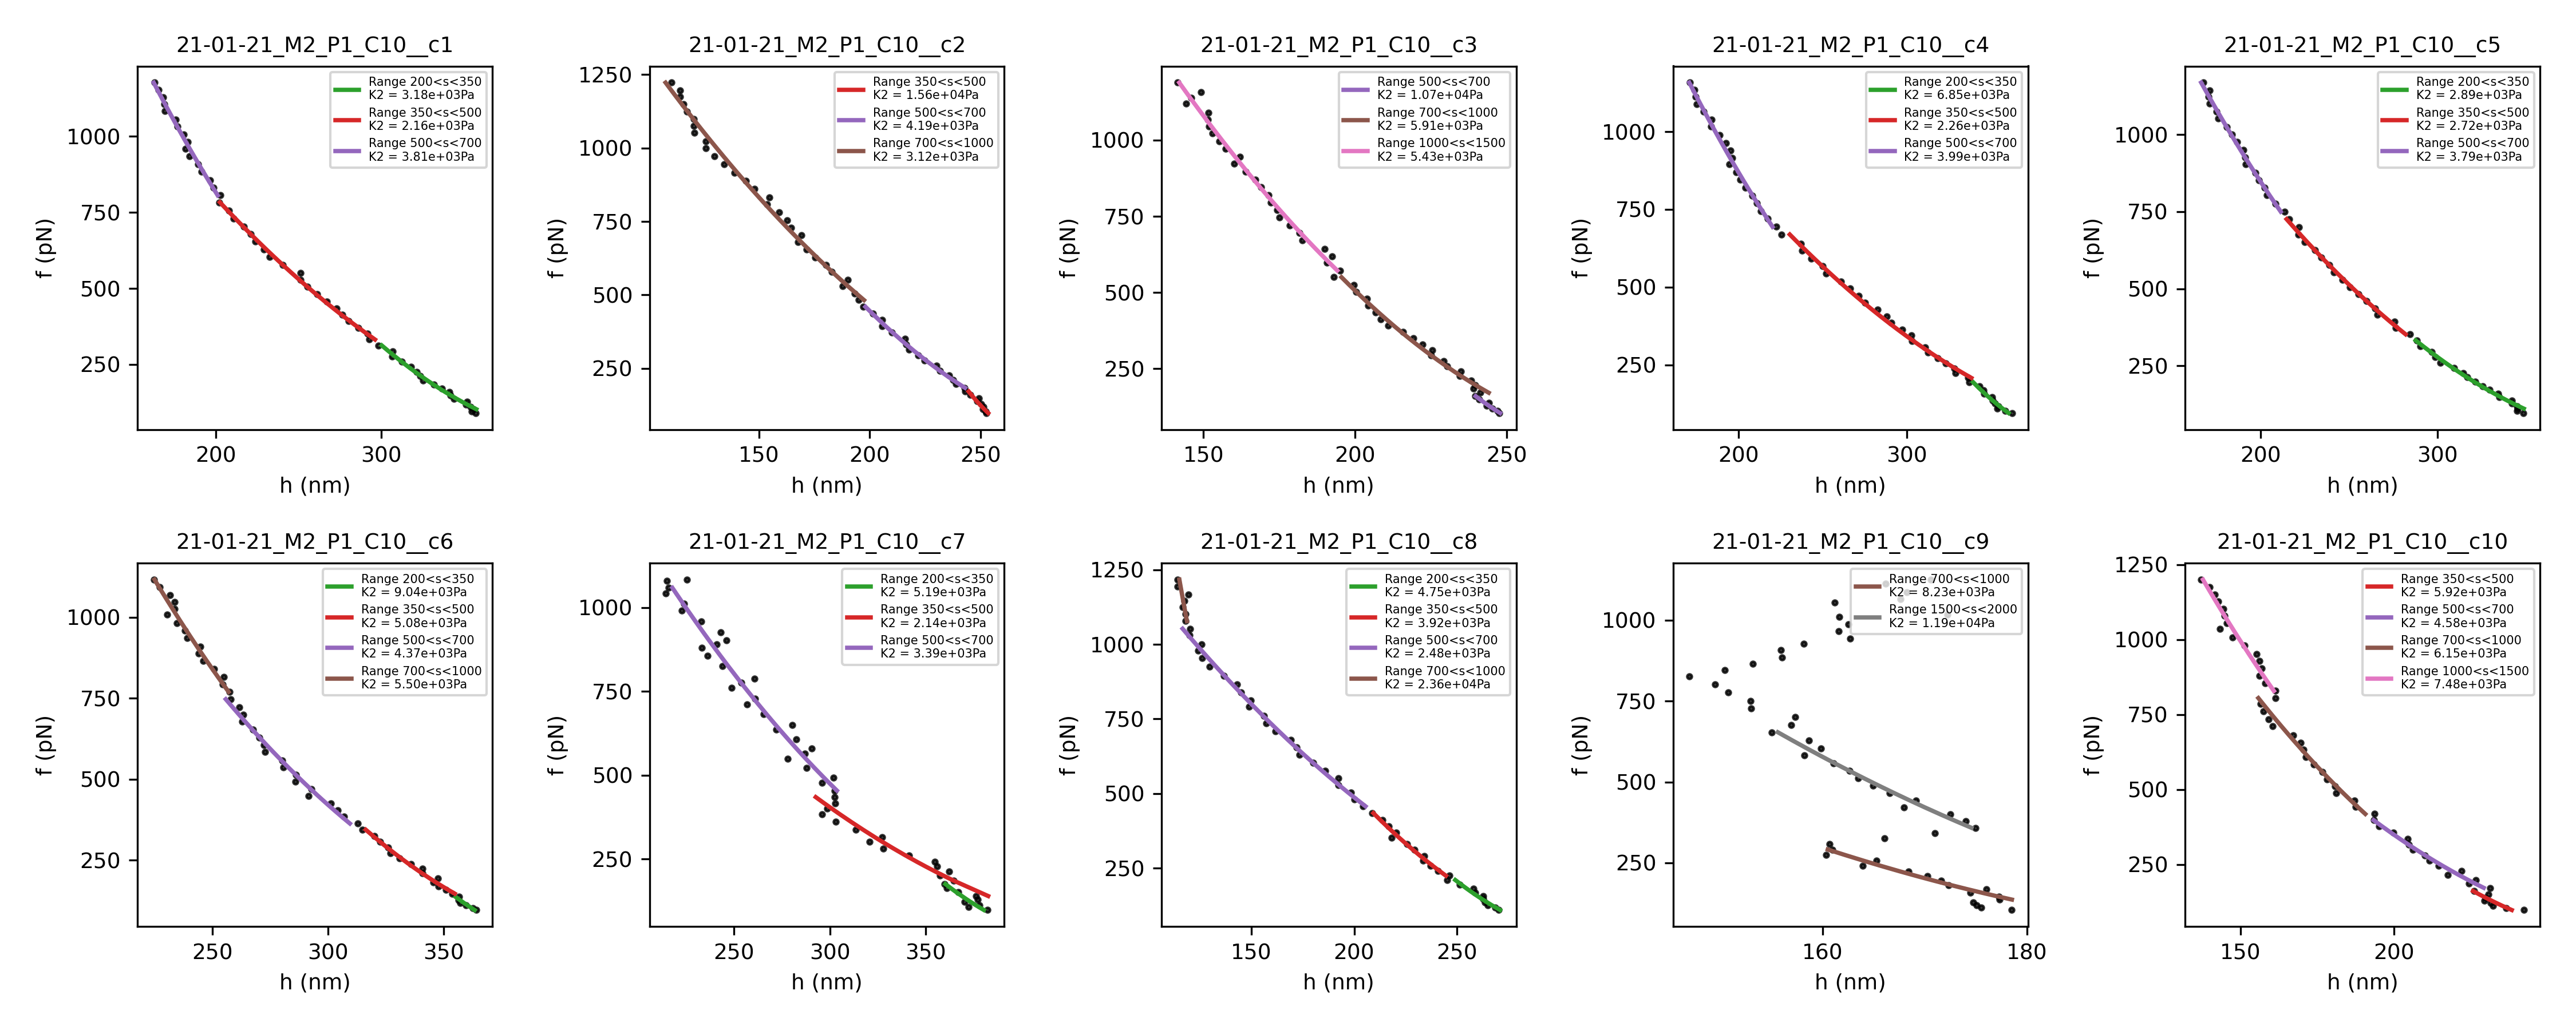 21-01-21_M2_P1_C10__c1
Range 200<s<350
K2 = 3.18e+03Pa
Range 350<s<500
K2 = 2.16e+03Pa
Range 500<s<700
K2 = 3.81e+03Pa
1000
750
500
250
f (pN)
200
300
h (nm)
21-01-21_M2_P1_C10__c2
Range 350<s<500
K2 = 1.56e+04Pa
Range 500<s<700
K2 = 4.19e+03Pa
Range 700<s<1000
K2 = 3.12e+03Pa
1250
1000
750
500
250
f (pN)
150
200
250
h (nm)
21-01-21_M2_P1_C10__c3
Range 500<s<700
K2 = 1.07e+04Pa
Range 700<s<1000
K2 = 5.91e+03Pa
Range 1000<s<1500
K2 = 5.43e+03Pa
1000
750
500
250
f (pN)
150
200
250
h (nm)
21-01-21_M2_P1_C10__c4
Range 200<s<350
K2 = 6.85e+03Pa
Range 350<s<500
K2 = 2.26e+03Pa
Range 500<s<700
K2 = 3.99e+03Pa
1000
750
500
250
f (pN)
200
300
h (nm)
21-01-21_M2_P1_C10__c5
Range 200<s<350
K2 = 2.89e+03Pa
Range 350<s<500
K2 = 2.72e+03Pa
Range 500<s<700
K2 = 3.79e+03Pa
1000
750
500
250
f (pN)
200
300
h (nm)
21-01-21_M2_P1_C10__c6
Range 200<s<350
K2 = 9.04e+03Pa
Range 350<s<500
K2 = 5.08e+03Pa
Range 500<s<700
K2 = 4.37e+03Pa
Range 700<s<1000
K2 = 5.50e+03Pa
1000
750
500
250
f (pN)
250
300
350
h (nm)
21-01-21_M2_P1_C10__c7
Range 200<s<350
K2 = 5.19e+03Pa
Range 350<s<500
K2 = 2.14e+03Pa
Range 500<s<700
K2 = 3.39e+03Pa
1000
750
500
250
f (pN)
250
300
350
h (nm)
21-01-21_M2_P1_C10__c8
Range 200<s<350
K2 = 4.75e+03Pa
Range 350<s<500
K2 = 3.92e+03Pa
Range 500<s<700
K2 = 2.48e+03Pa
Range 700<s<1000
K2 = 2.36e+04Pa
1250
1000
750
500
250
f (pN)
150
200
250
h (nm)
21-01-21_M2_P1_C10__c9
Range 700<s<1000
K2 = 8.23e+03Pa
Range 1500<s<2000
K2 = 1.19e+04Pa
1000
750
500
250
f (pN)
160
180
h (nm)
21-01-21_M2_P1_C10__c10
Range 350<s<500
K2 = 5.92e+03Pa
Range 500<s<700
K2 = 4.58e+03Pa
Range 700<s<1000
K2 = 6.15e+03Pa
Range 1000<s<1500
K2 = 7.48e+03Pa
1250
1000
750
500
250
f (pN)
150
200
h (nm)